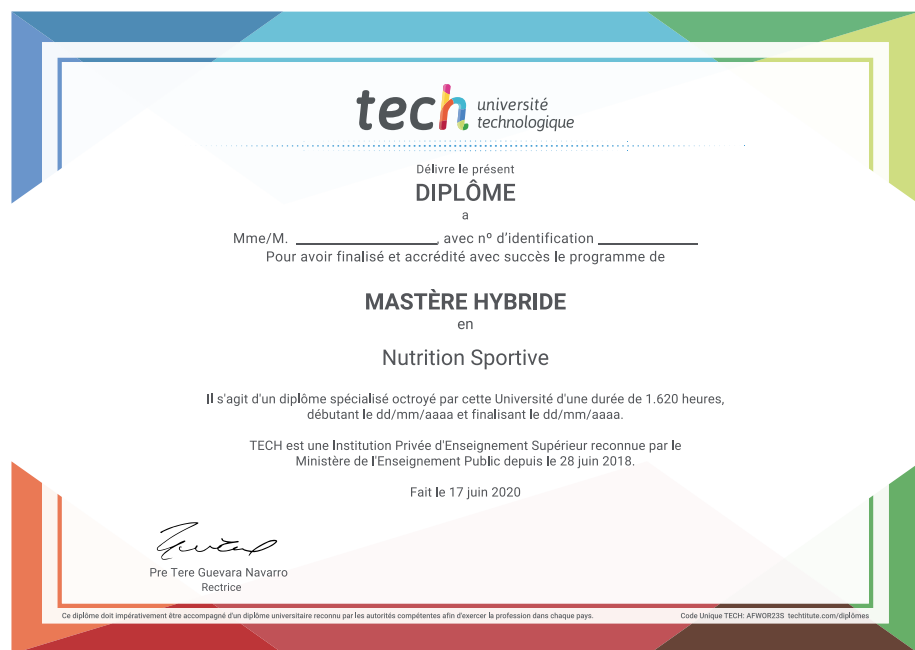 tech université
technologique
Délivre le présent
DIPLÔME
a
Mme/M. ________________, avec nº d'identification ____________
Pour avoir finalisé et accrédité avec succès le programme de
MASTÈRE HYBRIDE
en
Nutrition Sportive
Il s'agit d'un diplôme spécialisé octroyé par cette Université d'une durée de 1.620 heures,
débutant le dd/mm/aaaa et finalisant le dd/mm/aaaa.
TECH est une Institution Privée d'Enseignement Supérieur reconnue par le
Ministère de l'Enseignement Public depuis le 28 juin 2018.
Fait le 17 juin 2020
Pre Tere Guevara Navarro
Rectrice
Ce diplôme doit impérativement être accompagné d'un diplôme universitaire reconnu par les autorités compétentes afin d'exercer la profession dans chaque pays.
Code Unique TECH: AFWOR23S techtitute.com/diplômes